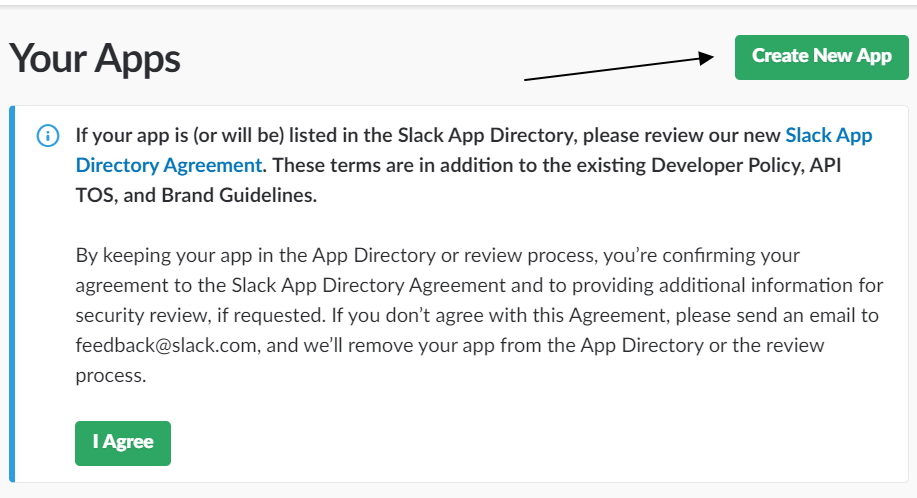 Your Apps
Create New App
If your app is (or will be) listed in the Slack App Directory, please review our new Slack App
Directory Agreement. These terms are in addition to the existing Developer Policy, API
TOS, and Brand Guidelines.
By keeping your app in the App Directory or review process, you’re confirming your
agreement to the Slack App Directory Agreement and to providing additional information for
security review, if requested. If you don’t agree with this Agreement, please send an email to
feedback@slack.com, and we’ll remove your app from the App Directory or the review
process.
I Agree